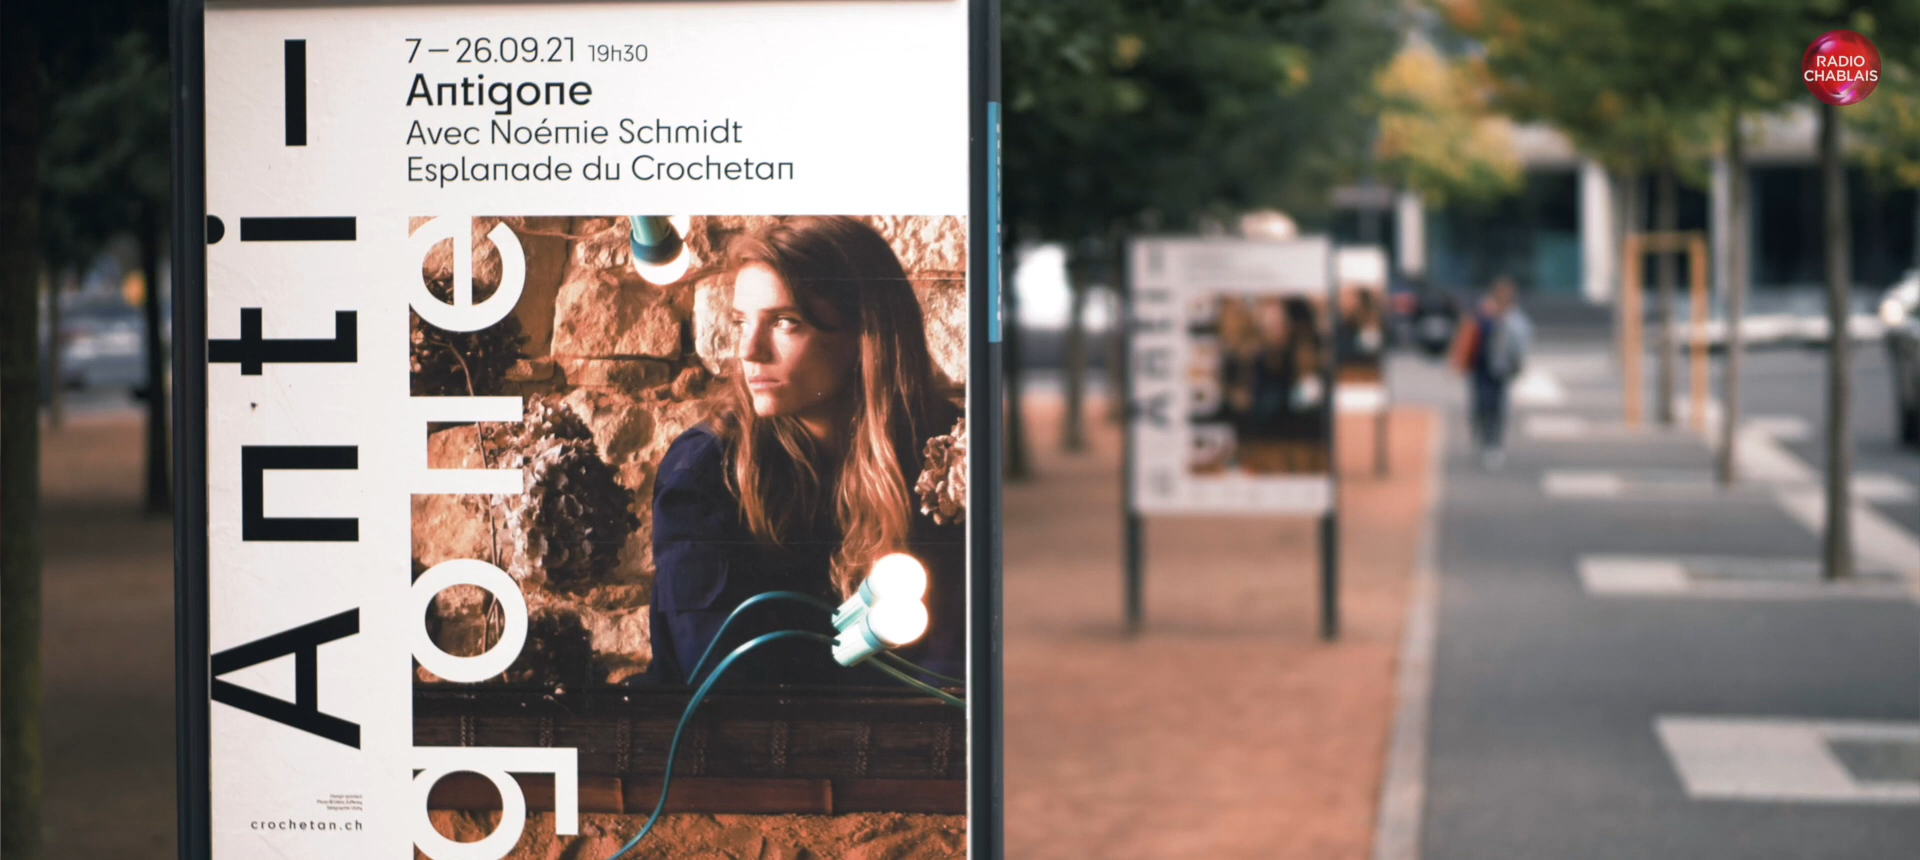 7 – 26.09.21 19h30
Antigone
Avec Noémie Schmidt
Esplanade du Crochetan
Anti-
gone
crochetan.ch
RADIO
CHABLAIS